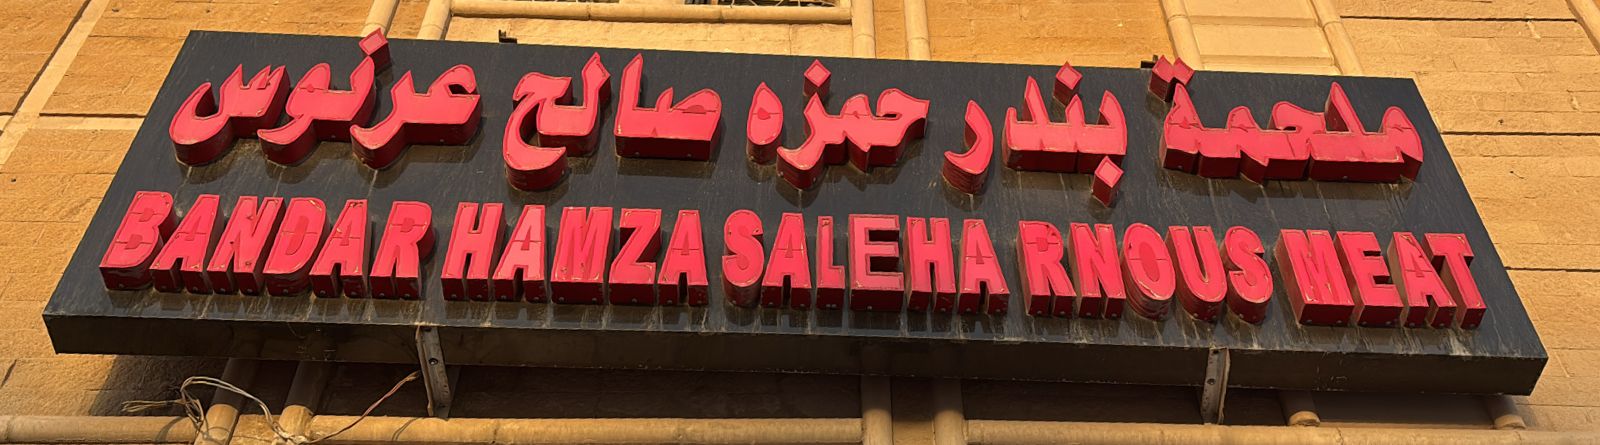 ملحمة بندر حمزه صالح عرنوس
BANDAR HAMZA SALEHA RNOUS MEAT